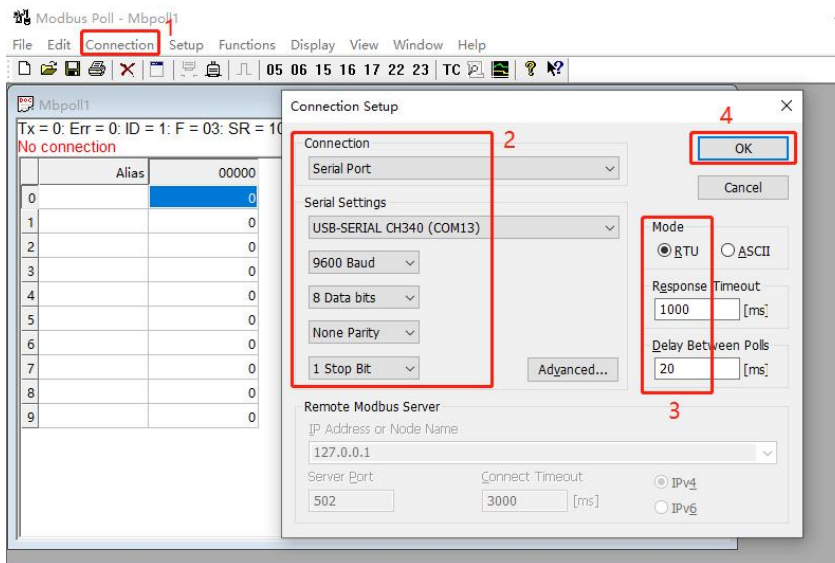 Modbus Poll - Mbpoll1
1
File Edit Connection Setup Functions Display View Window Help
05 06 15 16 17 22 23 TC
Mbpoll1
Tx = 0: Err = 0: ID = 1: F = 03: SR = 10
No connection
Alias 00000
0 0
1 0
2 0
3 0
4 0
5 0
6 0
7 0
8 0
9 0
Connection Setup
Connection
2
Serial Port
Serial Settings
USB-SERIAL CH340 (COM13)
9600 Baud
8 Data bits
None Parity
1 Stop Bit
Advanced...
4
OK
Cancel
Mode
RTU ASCII
Response Timeout
1000 [ms]
Delay Between Polls
20 [ms]
3
Remote Modbus Server
IP Address or Node Name
127.0.0.1
Server Port Connect Timeout
502 3000 [ms]
IPv4
IPv6